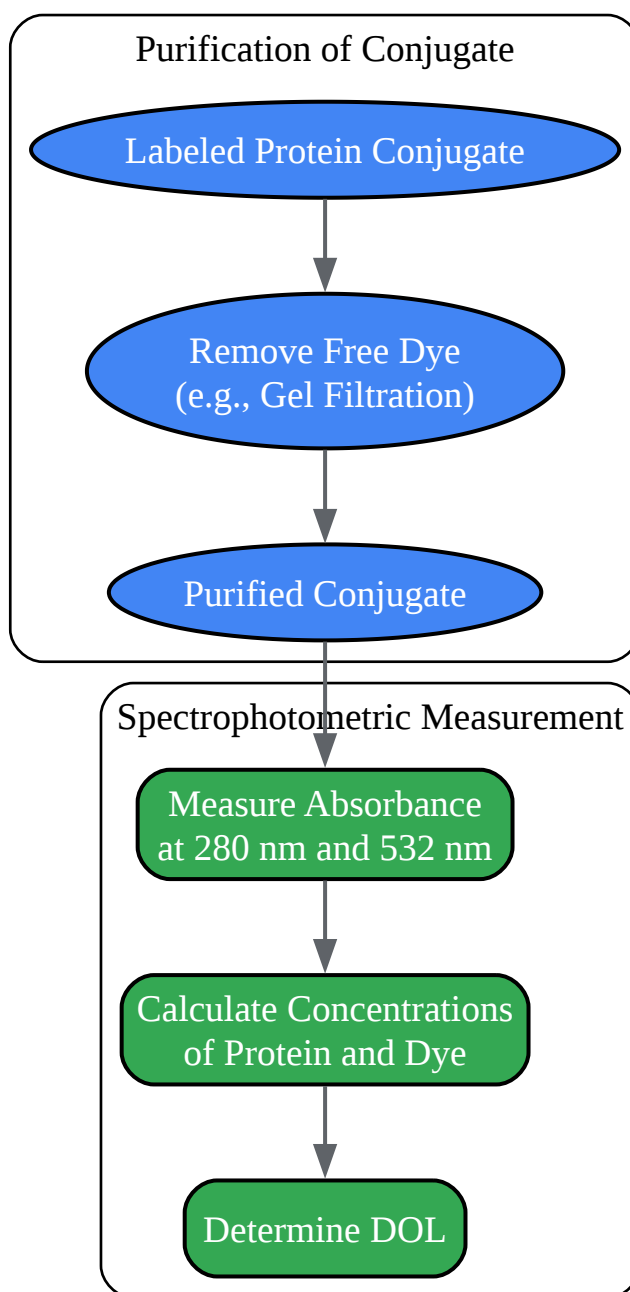 Purification of Conjugate
Labeled Protein Conjugate
Remove Free Dye
(e.g., Gel Filtration)
Purified Conjugate
Spectrophotometric Measurement
Measure Absorbance
at 280 nm and 532 nm
Calculate Concentrations
of Protein and Dye
Determine DOL